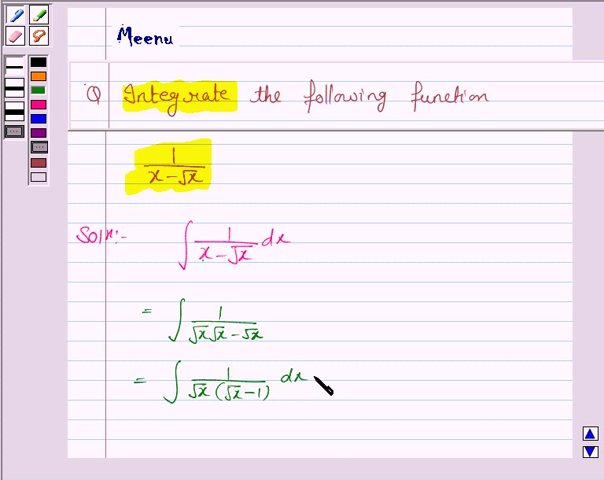 Meenu
Q Integrate the following function
1/(x - √x)
Soln:- ∫ 1/(x - √x) dx
= ∫ 1/(√x√x - √x)
= ∫ 1/(√x (√x - 1)) dx